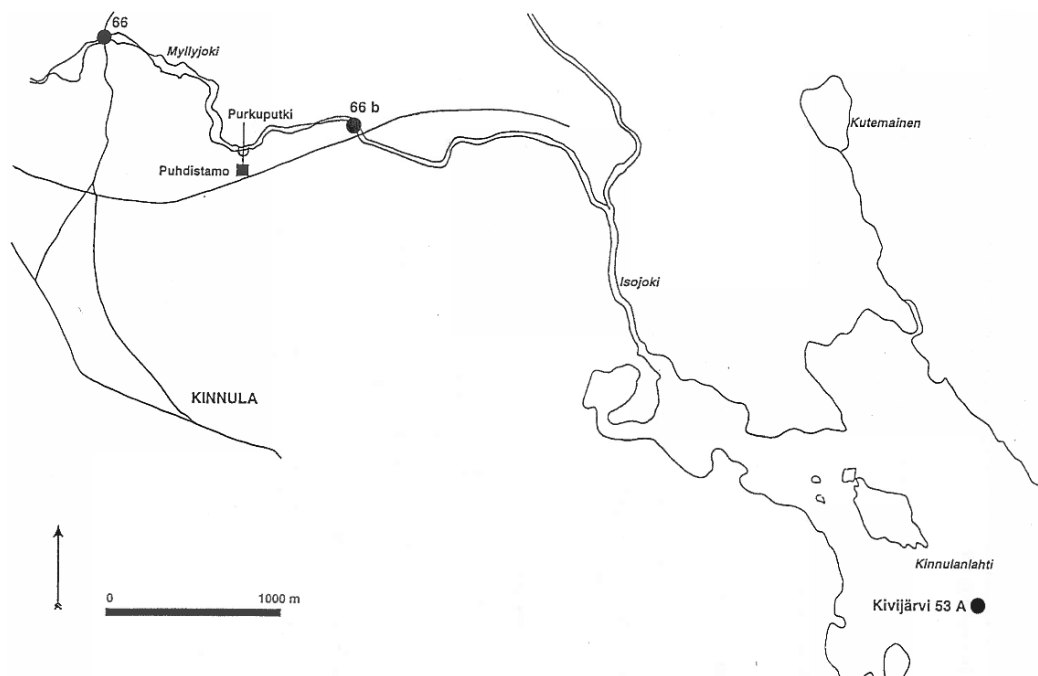 66
Myllyjoki
66 b
Purkuputki
Kutemainen
Puhdistamo
Isojoki
KINNULA
Kinnulanlahti
0 1000 m
Kivijärvi 53 A